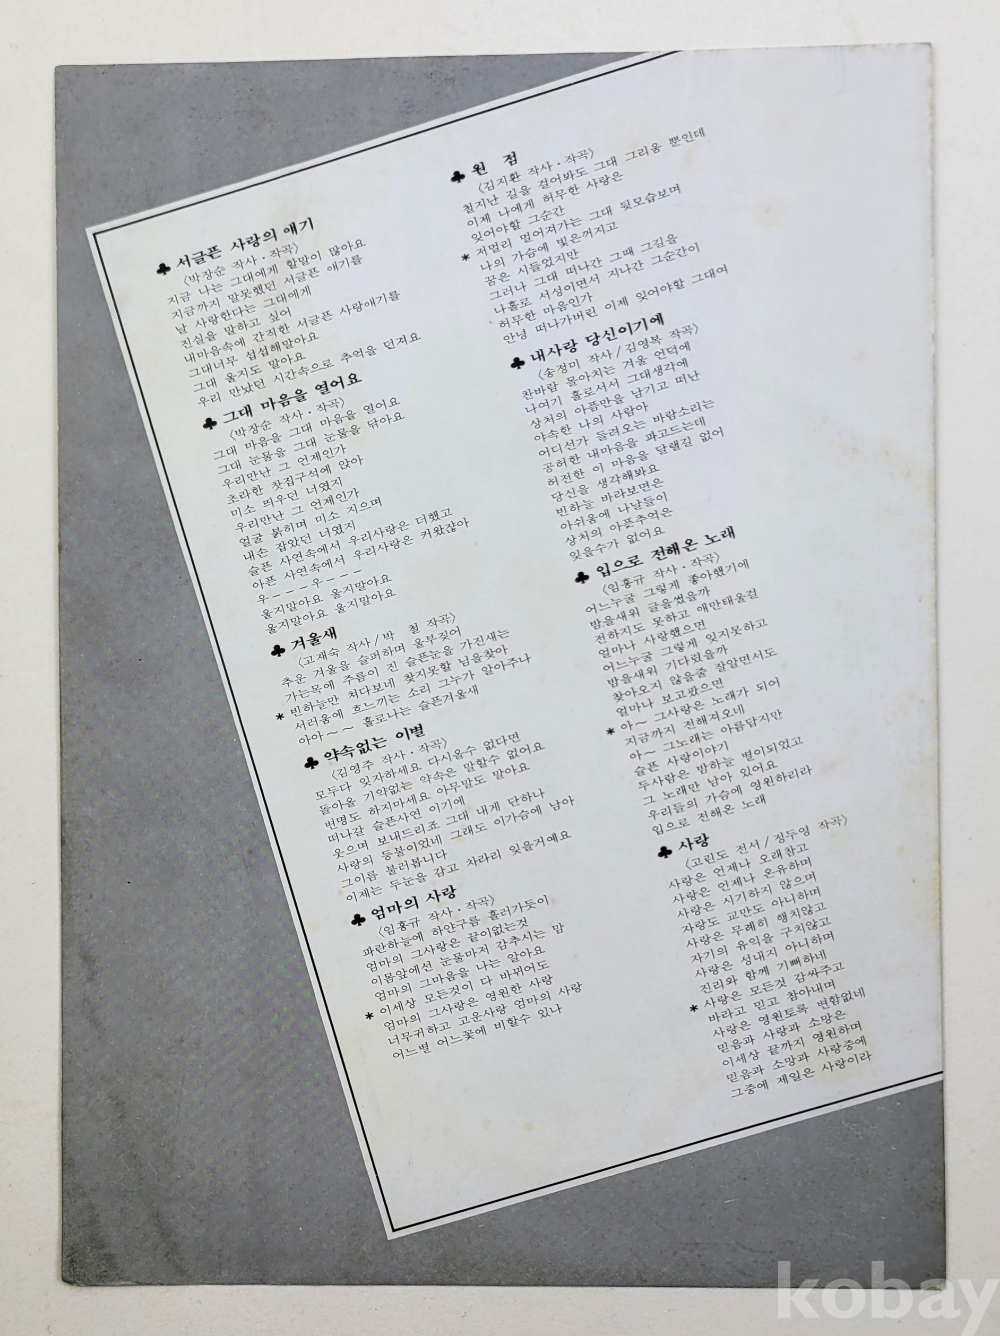 ♣ 서글픈 사랑의 얘기
〈박장순 작사·작곡〉
지금 나는 그대에게 할말이 많아요
지금까지 말못했던 서글픈 얘기를
날 사랑한다는 그대에게
진실을 말하고 싶어
내마음속에 간직한 서글픈 사랑얘기를
그대너무 섭섭해말아요
그대 울지도 말아요
우리 만났던 시간속으로 추억을 던져요
♣ 그대 마음을 열어요
〈박장순 작사·작곡〉
그대 마음을 그대 마음을 열어요
그대 눈물을 그대 눈물을 닦아요
우리만난 그 언제인가
초라한 찻집구석에 앉아
미소 띄우던 너였지
우리만난 그 언제인가
얼굴 붉히며 미소 지으며
내손 잡았던 너였지
슬픈 사연속에서 우리사랑은 더했고
아픈 사연속에서 우리사랑은 커왔잖아
우ㅡㅡㅡ우ㅡㅡㅡ
울지말아요 울지말아요
울지말아요 울지말아요
♣ 겨울새
〈고재숙 작사/박 철 작곡〉
추운 겨울을 슬퍼하며 울부짖어
가는목에 주름이 진 슬픈눈을 가진새는
* 빈하늘만 쳐다보네 찾지못할 님을찾아
서러움에 흐느끼는 소리 그누가 알아주나
아아~~ 홀로나는 슬픈겨울새
♣ 약속없는 이별
〈김영주 작사·작곡〉
모두다 잊자하세요 다시올수 없다면
돌아올 기약없는 약속은 말할수 없어요
변명도 하지마세요 아무말도 말아요
떠나갈 슬픈사연 이기에
웃으며 보내드리죠 그대 내게 단하나
사랑의 등불이었네 그래도 이가슴에 남아
그이름 불러봅니다
이제는 두눈을 감고 차라리 잊을거예요
♣ 엄마의 사랑
〈임홍규 작사·작곡〉
파란하늘에 하얀구름 흘러가듯이
엄마의 그사랑은 끝이없는것
이몸앞에선 눈물마저 감추시는 맘
엄마의 그마음을 나는 알아요
* 이세상 모든것이 다 바뀌어도
엄마의 그사랑은 영원한 사랑
너무귀하고 고운사랑 엄마의 사랑
어느별 어느꽃에 비할수 있나
♣ 원 점
〈김지환 작사·작곡〉
철지난 길을 걸어봐도 그대 그리움 뿐인데
이제 나에게 허무한 사랑은
잊어야할 그순간
* 저멀리 멀어져가는 그대 뒷모습보며
나의 가슴에 빛은꺼지고
꿈은 시들었지만
그러나 그대 떠나간 그때 그길을
나홀로 서성이면서 지나간 그순간이
허무한 마음인가
안녕 떠나가버린 이제 잊어야할 그대여
♣ 내사랑 당신이기에
〈송정미 작사/김영복 작곡〉
찬바람 몰아치는 겨울 언덕에
나여기 홀로서서 그대생각에
상처의 아픔만을 남기고 떠난
야속한 나의 사람아
어디선가 들려오는 바람소리는
공허한 내마음을 파고드는데
허전한 이 마음을 달랠길 없어
당신을 생각해봐요
빈하늘 바라보면은
아쉬움에 나날들이
상처의 아픈추억은
잊을수가 없어요
♣ 입으로 전해온 노래
〈임홍규 작사·작곡〉
어느누굴 그렇게 좋아했기에
밤을새워 글을썼을까
전하지도 못하고 애만태울걸
얼마나 사랑했으면
어느누굴 그렇게 잊지못하고
밤을새워 기다렸을까
찾아오지 않을줄 잘알면서도
얼마나 보고팠으면
* 아~ 그사랑은 노래가 되어
지금까지 전해져오네
아~ 그노래는 아름답지만
슬픈 사랑이야기
두사람은 밤하늘 별이되었고
그 노래만 남아 있어요
우리들의 가슴에 영원하리라
입으로 전해온 노래
♣ 사랑
〈고린도 전서/정두영 작곡〉
사랑은 언제나 오래참고
사랑은 언제나 온유하며
사랑은 시기하지 않으며
자랑도 교만도 아니하며
사랑은 무례히 행치않고
자기의 유익을 구치않고
사랑은 성내지 아니하며
진리와 함께 기뻐하네
* 사랑은 모든것 감싸주고
바라고 믿고 참아내며
사랑은 영원토록 변함없네
믿음과 사랑과 소망은
이세상 끝까지 영원하며
믿음과 소망과 사랑중에
그중에 제일은 사랑이라
kobay